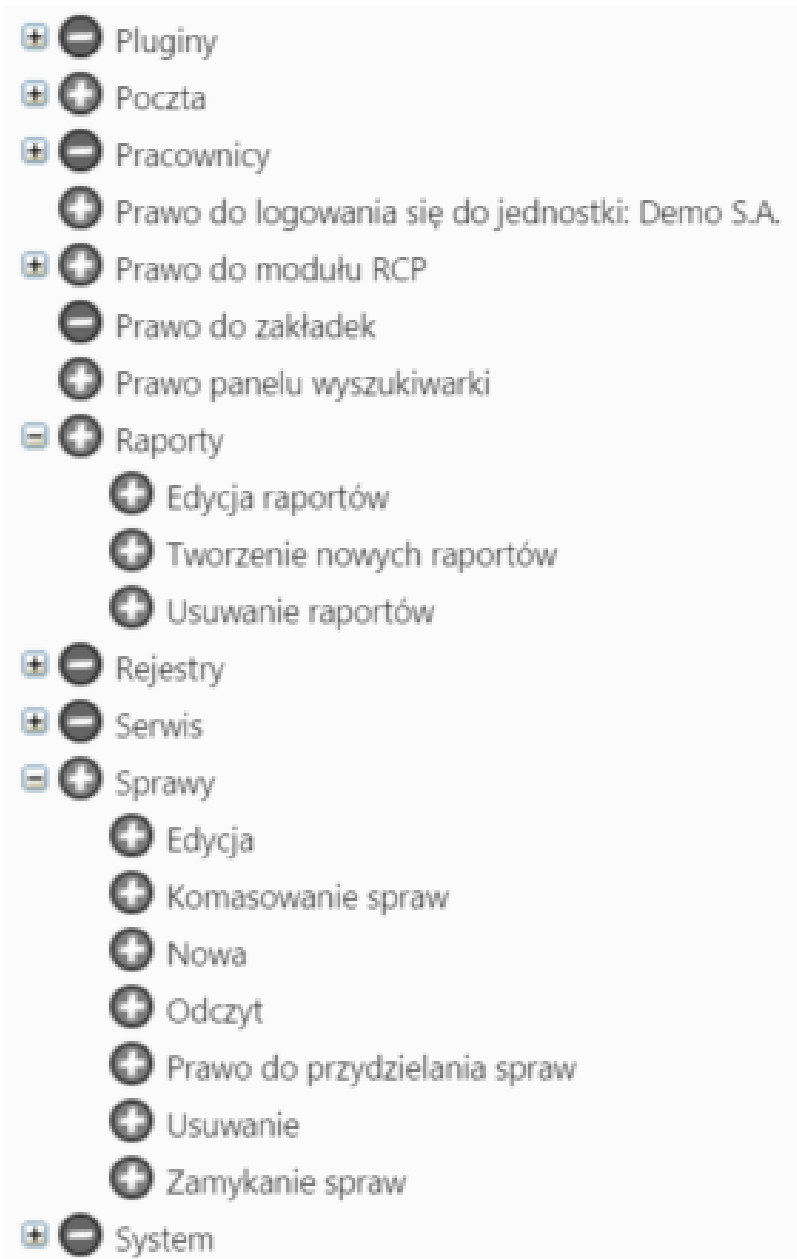 Pluginy
Poczta
Pracownicy
Prawo do logowania się do jednostki: Demo S.A.
Prawo do modułu RCP
Prawo do zakładek
Prawo panelu wyszukiwarki
Raporty
Edycja raportów
Tworzenie nowych raportów
Usuwanie raportów
Rejestry
Serwis
Sprawy
Edycja
Komasowanie spraw
Nowa
Odczyt
Prawo do przydzielania spraw
Usuwanie
Zamykanie spraw
System